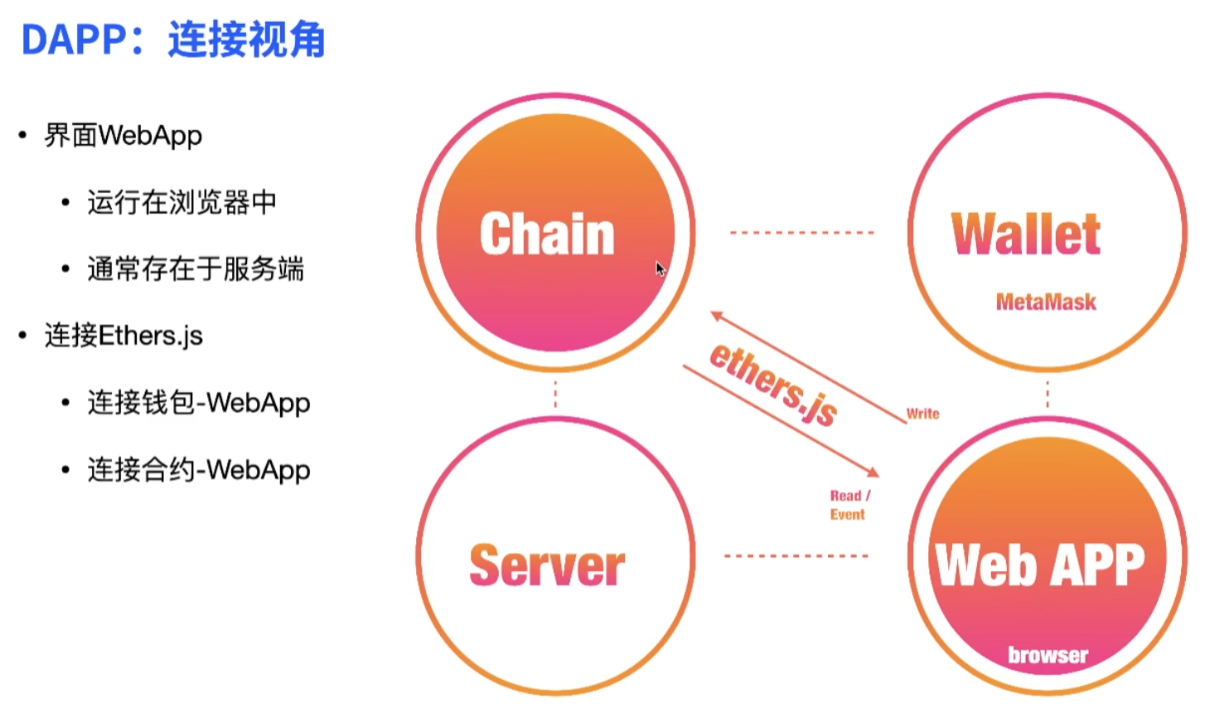 DAPP：连接视角
• 界面WebApp
• 运行在浏览器中
• 通常存在于服务端
• 连接Ethers.js
• 连接钱包-WebApp
• 连接合约-WebApp
Chain
Wallet
MetaMask
ethers.js
Write
Read /
Event
Server
Web APP
browser